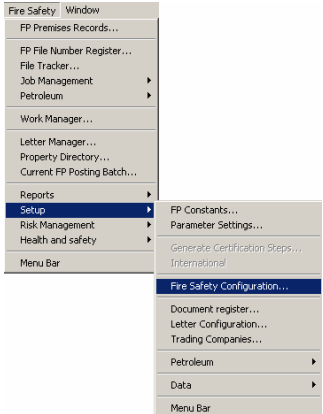 Fire Safety Window
FP Premises Records...
FP File Number Register...
File Tracker...
Job Management
Petroleum
Work Manager...
Letter Manager...
Property Directory...
Current FP Posting Batch...
Reports
Setup
Risk Management
Health and safety
Menu Bar
FP Constants...
Parameter Settings...
Generate Certification Steps...
International
Fire Safety Configuration...
Document register...
Letter Configuration...
Trading Companies...
Petroleum
Data
Menu Bar